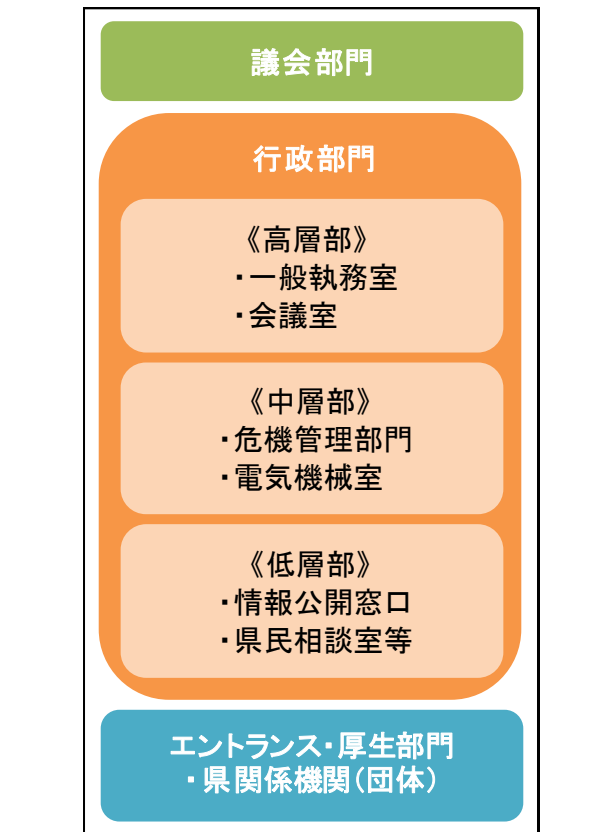 議会部門
行政部門
《高層部》
・一般執務室
・会議室
《中層部》
・危機管理部門
・電気機械室
《低層部》
・情報公開窓口
・県民相談室等
エントランス・厚生部門
・県関係機関(団体)